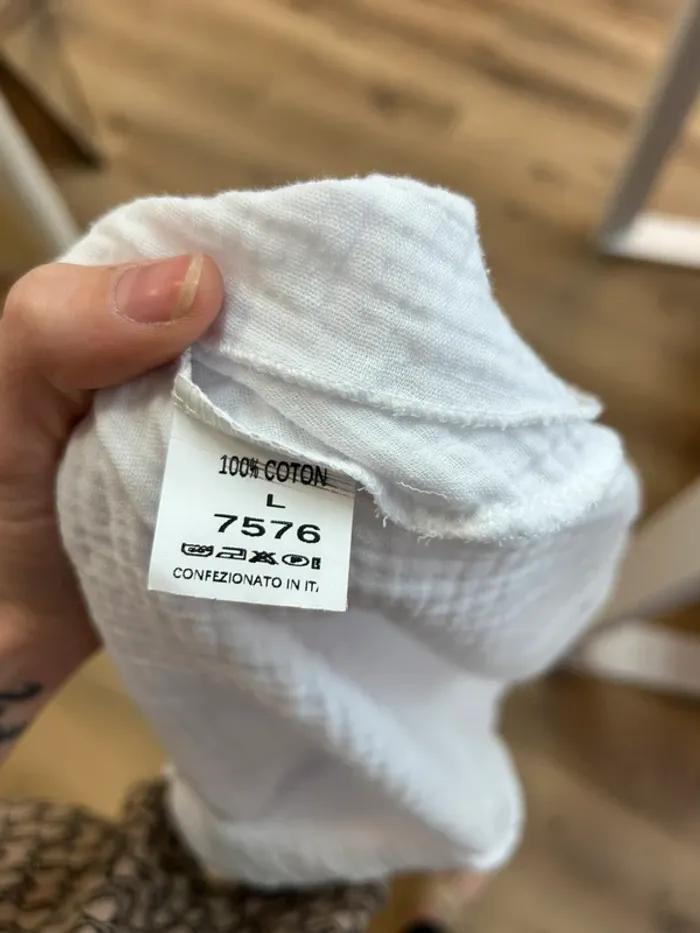 100% COTON
L
7576
CONFEZIONATO IN IT